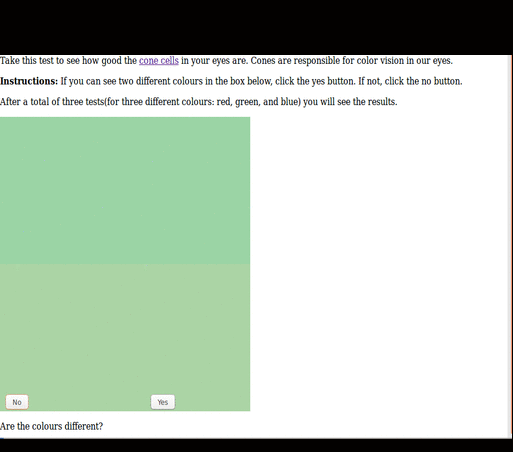 Take this test to see how good the cone cells in your eyes are. Cones are responsible for color vision in our eyes.
Instructions: If you can see two different colours in the box below, click the yes button. If not, click the no button.
After a total of three tests(for three different colours: red, green, and blue) you will see the results.
No Yes
Are the colours different?